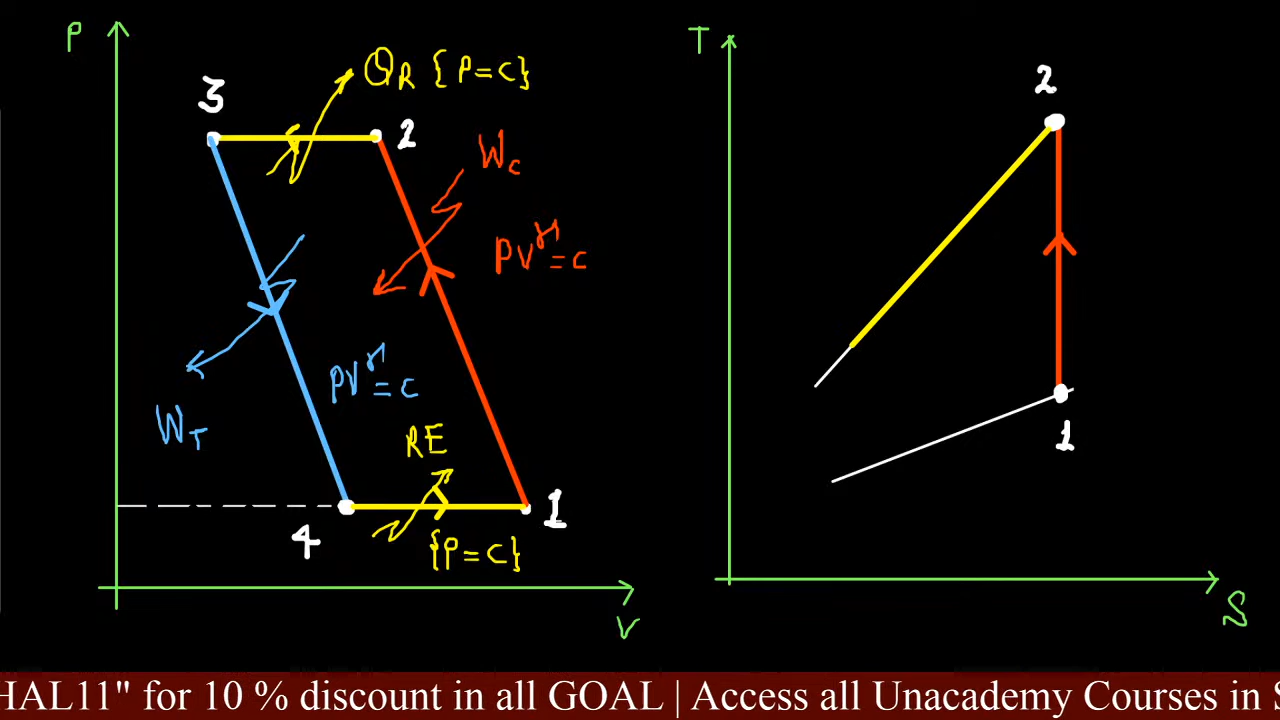 P
3
Q_R {P=C}
2
W_C
PV^γ=C
PV^γ=C
W_T
RE
4
1
{P=C}
V
T
2
1
S
HAL11" for 10 % discount in all GOAL | Access all Unacademy Courses in S